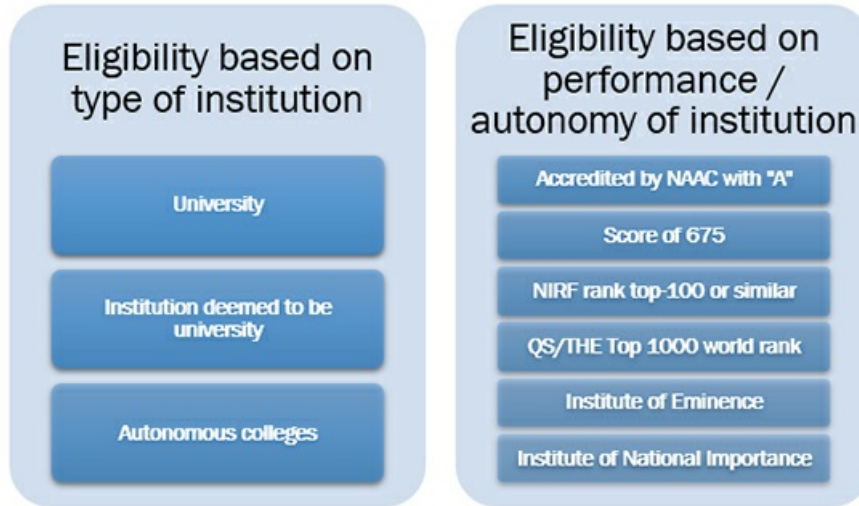 Eligibility based on
type of institution
University
Institution deemed to be
university
Autonomous colleges
Eligibility based on
performance /
autonomy of institution
Accredited by NAAC with "A"
Score of 675
NIRF rank top-100 or similar
QS/THE Top 1000 world rank
Institute of Eminence
Institute of National Importance